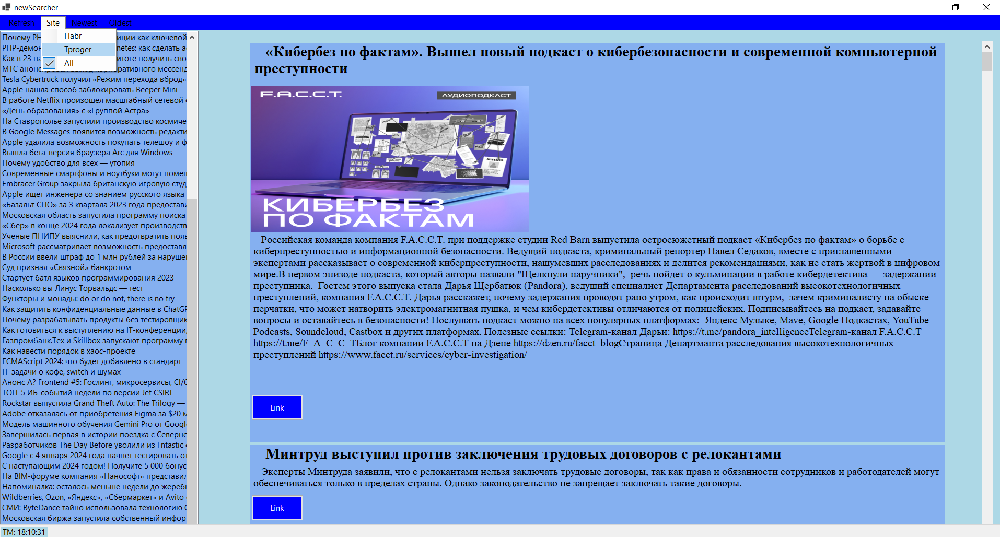 newSearcher
Refresh Site Newest Oldest
Habr
Tproger
All
Почему PH иции как ключевой
PHP-демон netes: как сделать а
Как в 23 на итоге получить сво
МТС анонсировал выход корпоративного мессенд
Tesla Cybertruck получил «Режим перехода вброд»
Apple нашла способ заблокировать Beeper Mini
В работе Netflix произошёл масштабный сетевой
«День образования» с «Группой Астра»
На Ставрополье запустили производство космиче
В Google Messages появится возможность редакти
Apple удалила возможность покупать телешоу и ф
Вышла бета-версия браузера Arc для Windows
Почему удобство для всех — утопия
Современные смартфоны и ноутбуки могут помеш
Embracer Group закрыла британскую игровую студ
Apple ищет инженера со знанием русского языка
«Базальт СПО» за 3 квартала 2023 года предостави
Московская область запустила программу поиска
«Сбер» в конце 2024 года локализует производств
Учёные ПНИПУ выяснили, как предотвратить появ
Microsoft рассматривает возможность предоставл
В России ввели штраф до 1 млн рублей за наруше
Суд признал «Связной» банкротом
Стартует батл языков программирования 2023
Насколько вы Линус Торвальдс — тест
Функторы и монады: do or do not, there is no try
Как защитить конфиденциальные данные в ChatGP
Почему разрабатывать продукты без тестировщик
Как готовиться к выступлению на IT-конференции,
Газпромбанк.Тех и Skillbox запускают программу п
Как навести порядок в хаос-проекте
ECMAScript 2024: что будет добавлено в стандарт
IT-задачи о кофе, switch и шумах
Анонс А? Frontend #5: Гослинг, микросервисы, CI/C
ТОП-5 ИБ-событий недели по версии Jet CSIRT
Rockstar выпустила Grand Theft Auto: The Trilogy —
Adobe отказалась от приобретения Figma за $20 м
Модель машинного обучения Gemini Pro от Googl
Завершилась первая в истории поездка с Северно
Разработчиков The Day Before уволили из Fntastic
Google с 4 января 2024 года начнёт тестировать от
С наступающим 2024 годом! Получите 5 000 бонус
На BIM-форуме компания «Нанософт» представил
Напоминалка: осталось меньше недели до жеребь
Wildberries, Ozon, «Яндекс», «Сбермаркет» и Avito
СМИ: ByteDance тайно использовала технологию
Московская биржа запустила собственный инфор
«Кибербез по фактам». Вышел новый подкаст о кибербезопасности и современной компьютерной
преступности
F.A.C.C.T.
АУДИОПОДКАСТ
MISSING
КИБЕРБЕЗ
ПО ФАКТАМ
Российская команда компания F.A.C.C.T. при поддержке студии Red Barn выпустила остросюжетный подкаст «Кибербез по фактам» о борьбе с
киберпреступностью и информационной безопасности. Ведущий подкаста, криминальный репортер Павел Седаков, вместе с приглашенными
экспертами рассказывает о современной киберпреступности, нашумевших расследованиях и делится рекомендациями, как не стать жертвой в цифровом
мире.В первом эпизоде подкаста, который авторы назвали "Щелкнули наручники", речь пойдет о кульминации в работе кибердетектива — задержании
преступника. Гостем этого выпуска стала Дарья Щербатюк (Pandora), ведущий специалист Департамента расследований высокотехнологичных
преступлений, компания F.A.C.C.T. Дарья расскажет, почему задержания проводят рано утром, как происходит штурм, зачем криминалисту на обыске
перчатки, что может натворить электромагнитная пушка, и чем кибердетективы отличаются от полицейских. Подписывайтесь на подкаст, задавайте
вопросы и оставайтесь в безопасности! Послушать подкаст можно на всех популярных платформах: Яндекс Музыке, Mave, Google Подкастах, YouTube
Podcasts, Soundcloud, Castbox и других платформах. Полезные ссылки: Telegram-канал Дарьи: https://t.me/pandora_intelligenceTelegram-канал F.A.C.C.T
https://t.me/F_A_C_C_TБлог компании F.A.C.C.T на Дзене https://dzen.ru/facct_blogСтраница Департманта расследования высокотехнологичных
преступлений https://www.facct.ru/services/cyber-investigation/
Link
Минтруд выступил против заключения трудовых договоров с релокантами
Эксперты Минтруда заявили, что с релокантами нельзя заключать трудовые договоры, так как права и обязанности сотрудников и работодателей могут
обеспечиваться только в пределах страны. Однако законодательство не запрещает заключать такие договоры.
Link
TM: 18:10:31